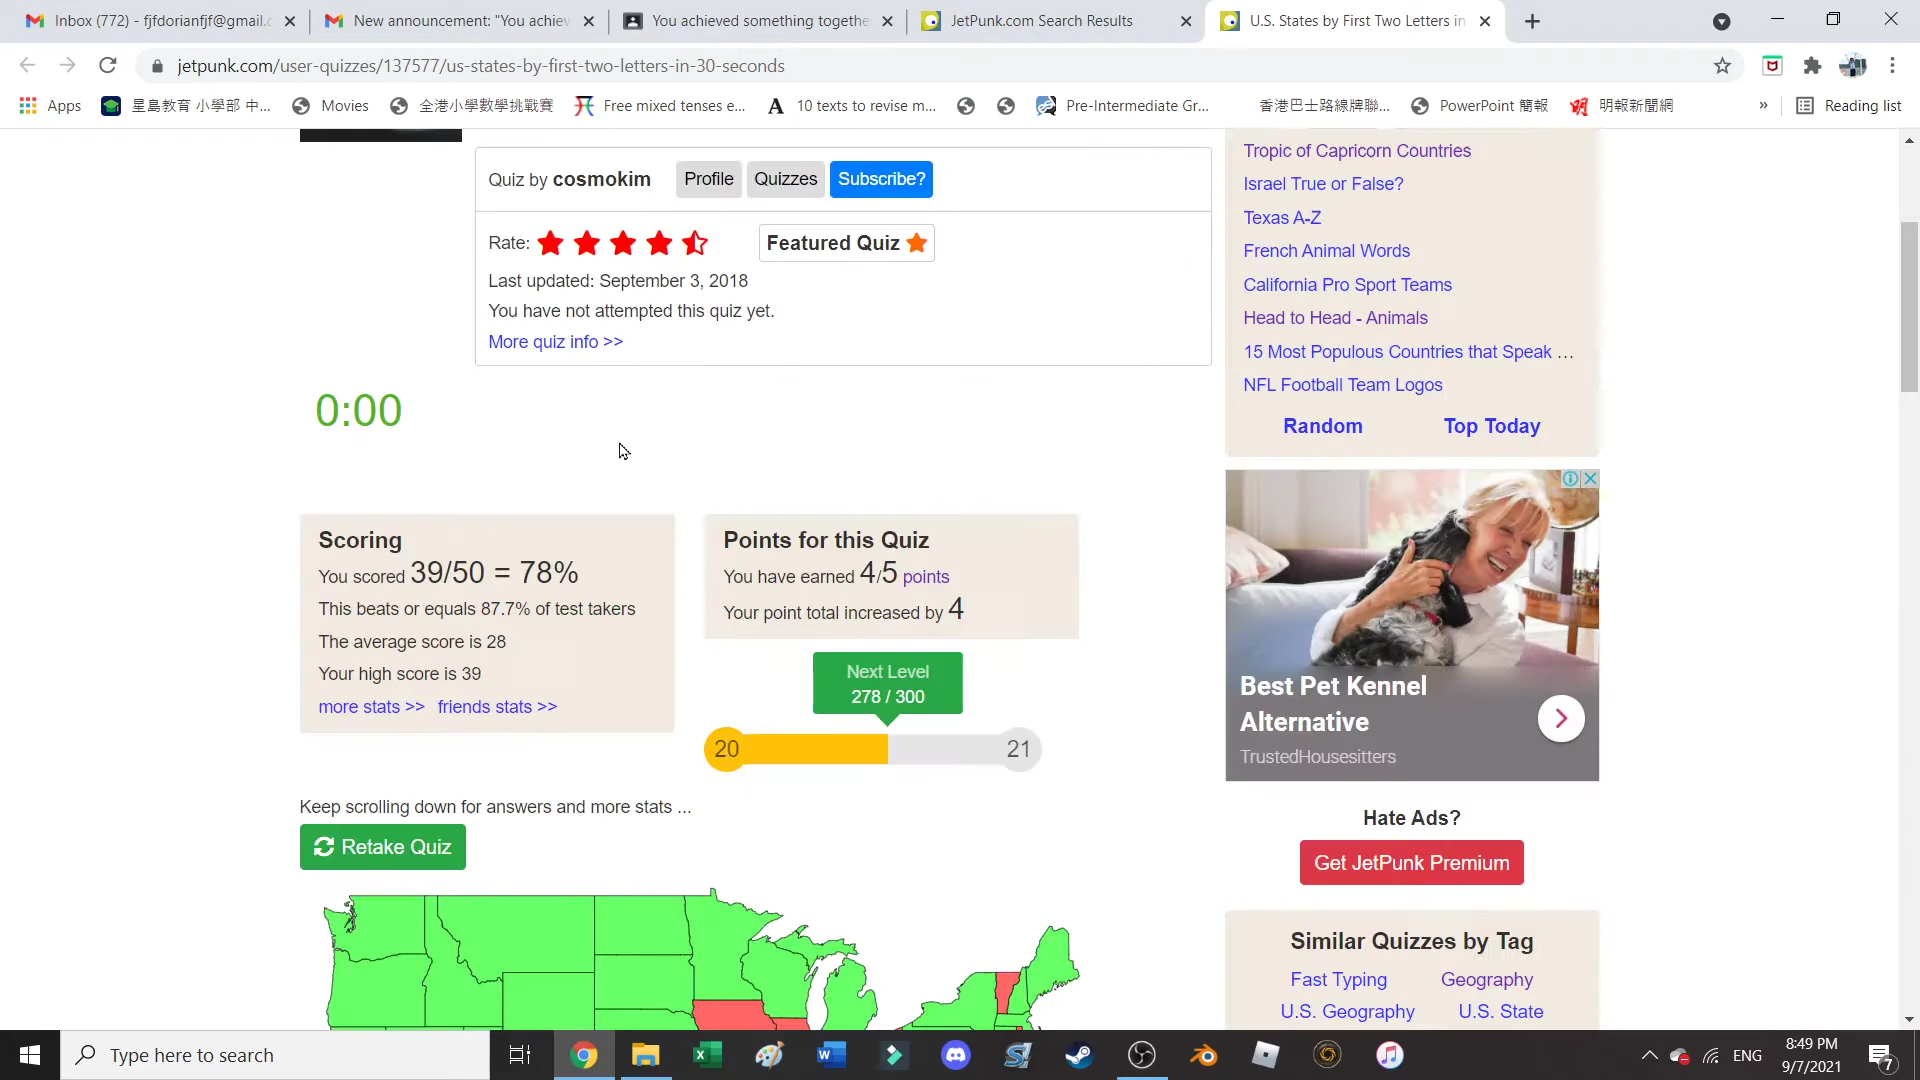 Inbox (772) - fjfdorianfjf@gmail.c
New announcement: "You achiev
You achieved something togethe
JetPunk.com Search Results
U.S. States by First Two Letters in
jetpunk.com/user-quizzes/137577/us-states-by-first-two-letters-in-30-seconds
Apps
星島教育 小學部 中...
Movies
全港小學數學挑戰賽
Free mixed tenses e...
10 texts to revise m...
Pre-Intermediate Gr...
香港巴士路線牌聯...
PowerPoint 簡報
明報新聞網
»
Reading list
Quiz by cosmokim
Profile
Quizzes
Subscribe?
Rate:
Featured Quiz
Last updated: September 3, 2018
You have not attempted this quiz yet.
More quiz info >>
0:00
Scoring
You scored 39/50 = 78%
This beats or equals 87.7% of test takers
The average score is 28
Your high score is 39
more stats >> friends stats >>
Points for this Quiz
You have earned 4/5 points
Your point total increased by 4
Next Level
278 / 300
20
21
Keep scrolling down for answers and more stats ...
Retake Quiz
Tropic of Capricorn Countries
Israel True or False?
Texas A-Z
French Animal Words
California Pro Sport Teams
Head to Head - Animals
15 Most Populous Countries that Speak ...
NFL Football Team Logos
Random
Top Today
Best Pet Kennel
Alternative
TrustedHousesitters
Hate Ads?
Get JetPunk Premium
Similar Quizzes by Tag
Fast Typing
Geography
U.S. Geography
U.S. State
Type here to search
ENG
8:49 PM
9/7/2021
7